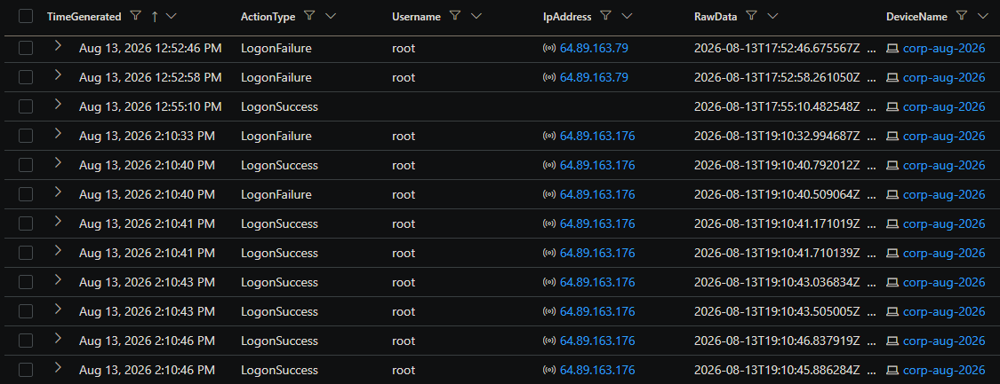 TimeGenerated ActionType Username IpAddress RawData DeviceName
Aug 13, 2026 12:52:46 PM LogonFailure root 64.89.163.79 2026-08-13T17:52:46.675567Z ... corp-aug-2026
Aug 13, 2026 12:52:58 PM LogonFailure root 64.89.163.79 2026-08-13T17:52:58.261050Z ... corp-aug-2026
Aug 13, 2026 12:55:10 PM LogonSuccess 2026-08-13T17:55:10.482548Z ... corp-aug-2026
Aug 13, 2026 2:10:33 PM LogonFailure root 64.89.163.176 2026-08-13T19:10:32.994687Z ... corp-aug-2026
Aug 13, 2026 2:10:40 PM LogonSuccess root 64.89.163.176 2026-08-13T19:10:40.792012Z ... corp-aug-2026
Aug 13, 2026 2:10:40 PM LogonFailure root 64.89.163.176 2026-08-13T19:10:40.509064Z ... corp-aug-2026
Aug 13, 2026 2:10:41 PM LogonSuccess root 64.89.163.176 2026-08-13T19:10:41.171019Z ... corp-aug-2026
Aug 13, 2026 2:10:41 PM LogonSuccess root 64.89.163.176 2026-08-13T19:10:41.710139Z ... corp-aug-2026
Aug 13, 2026 2:10:43 PM LogonSuccess root 64.89.163.176 2026-08-13T19:10:43.036834Z ... corp-aug-2026
Aug 13, 2026 2:10:43 PM LogonSuccess root 64.89.163.176 2026-08-13T19:10:43.505005Z ... corp-aug-2026
Aug 13, 2026 2:10:46 PM LogonSuccess root 64.89.163.176 2026-08-13T19:10:46.837919Z ... corp-aug-2026
Aug 13, 2026 2:10:46 PM LogonSuccess root 64.89.163.176 2026-08-13T19:10:45.886284Z ... corp-aug-2026